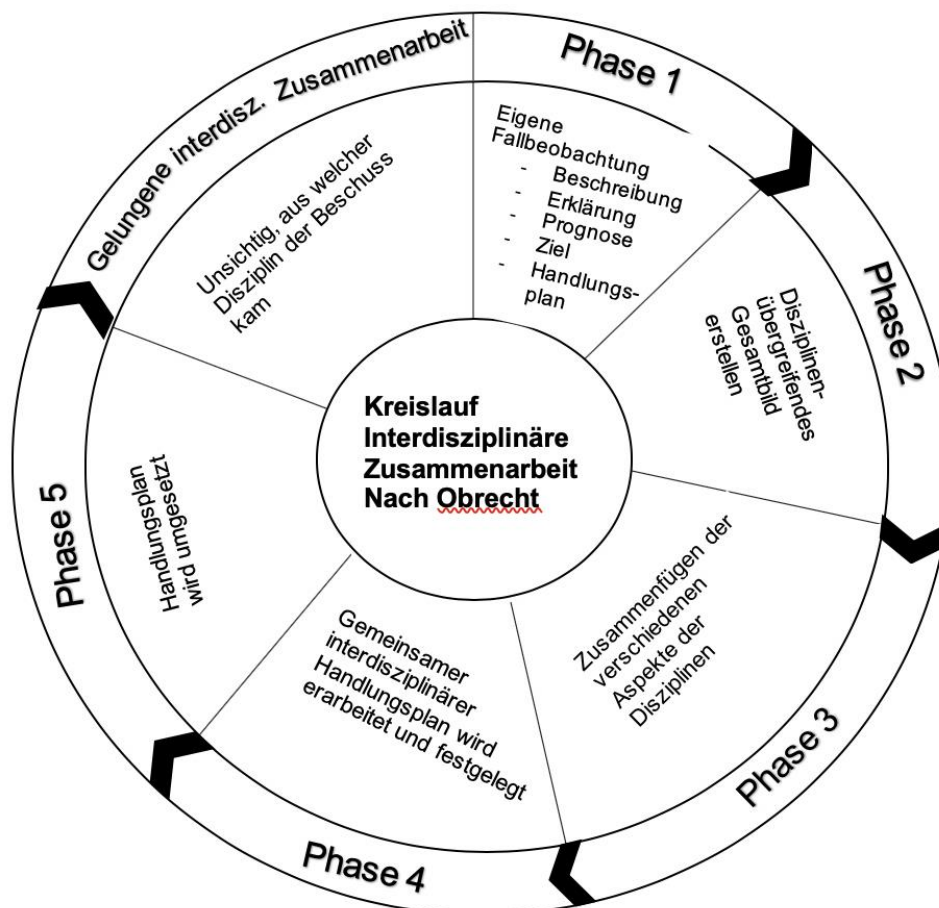 Kreislauf
Interdisziplinäre
Zusammenarbeit
Nach Obrecht
Phase 1
Eigene
Fallbeobachtung
- Beschreibung
- Erklärung
- Prognose
- Ziel
- Handlungs-
plan
Phase 2
Disziplinen-
übergreifendes
Gesamtbild
erstellen
Phase 3
Zusammenfügen der
verschiedenen
Aspekte der
Disziplinen
Phase 4
Gemeinsamer
interdisziplinärer
Handlungsplan wird
erarbeitet und festgelegt
Phase 5
Handlungsplan
wird umgesetzt
Gelungene interdisz. Zusammenarbeit
Unsichtig, aus welcher
Disziplin der Beschuss
kam